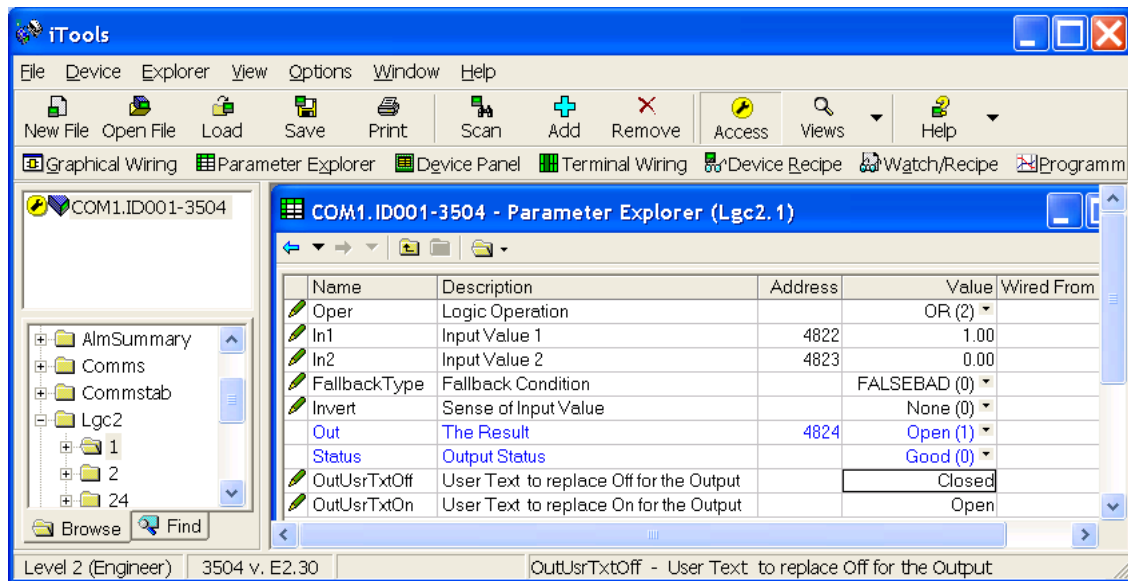 iTools
File Device Explorer View Options Window Help
New File Open File Load Save Print Scan Add Remove Access Views Help
Graphical Wiring Parameter Explorer Device Panel Terminal Wiring Device Recipe Watch/Recipe Programm
COM1.ID001-3504
COM1.ID001-3504 - Parameter Explorer (Lgc2.1)
Name Description Address Value Wired From
Oper Logic Operation OR (2)
In1 Input Value 1 4822 1.00
In2 Input Value 2 4823 0.00
FallbackType Fallback Condition FALSEBAD (0)
Invert Sense of Input Value None (0)
Out The Result 4824 Open (1)
Status Output Status Good (0)
OutUsrTxtOff User Text to replace Off for the Output Closed
OutUsrTxtOn User Text to replace On for the Output Open
AlmSummary
Comms
Commstab
Lgc2
1
2
24
Browse Find
Level 2 (Engineer) 3504 v. E2.30 OutUsrTxtOff - User Text to replace Off for the Output